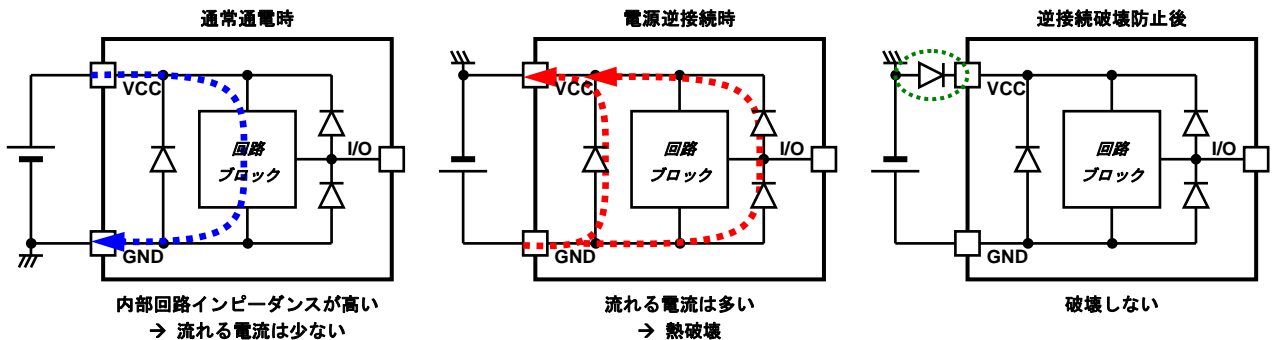 通常通電時
VCC
回路
ブロック
I/O
GND
内部回路インピーダンスが高い
→ 流れる電流は少ない
電源逆接続時
VCC
回路
ブロック
I/O
GND
流れる電流は多い
→ 熱破壊
逆接続破壊防止後
VCC
回路
ブロック
I/O
GND
破壊しない